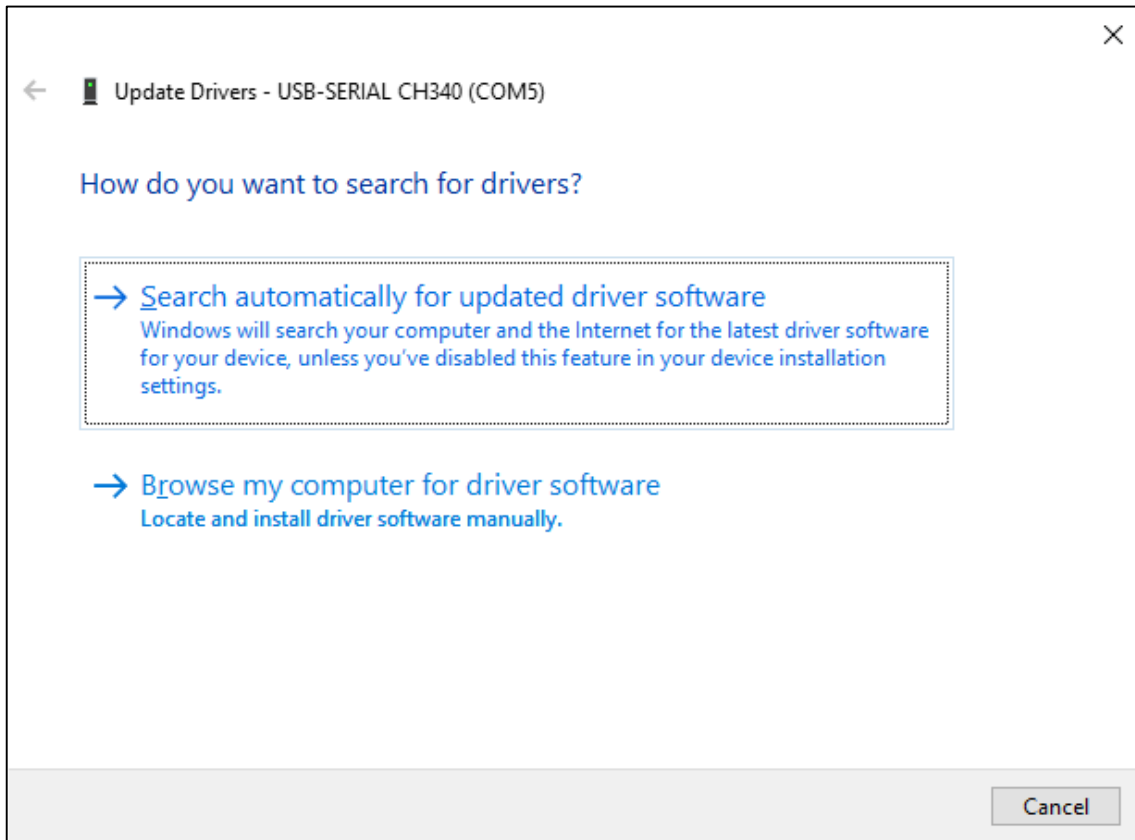 Update Drivers - USB-SERIAL CH340 (COM5)
How do you want to search for drivers?
Search automatically for updated driver software
Windows will search your computer and the Internet for the latest driver software
for your device, unless you've disabled this feature in your device installation
settings.
Browse my computer for driver software
Locate and install driver software manually.
Cancel